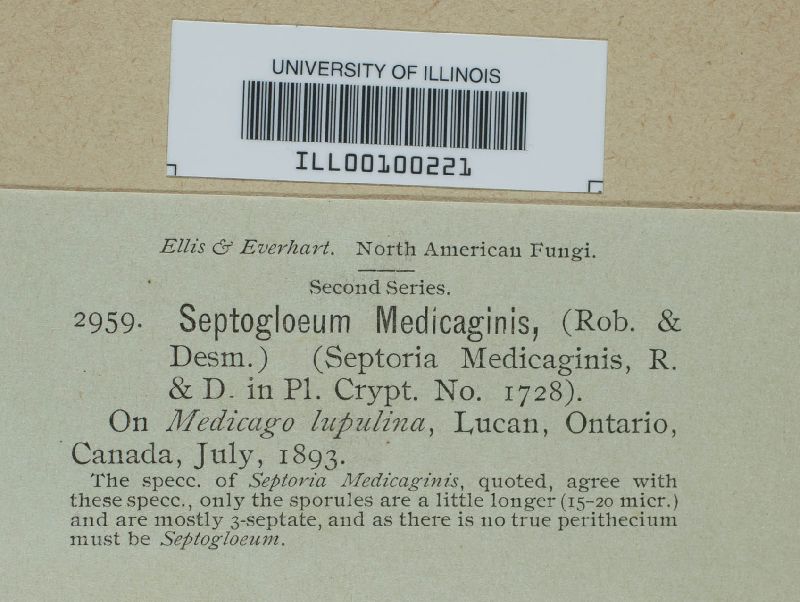 UNIVERSITY OF ILLINOIS
ILL00100221
Ellis & Everhart. North American Fungi.
Second Series.
2959. Septogloeum Medicaginis, (Rob. &
Desm.) (Septoria Medicaginis, R.
& D. in Pl. Crypt. No. 1728).
On Medicago lupulina, Lucan, Ontario,
Canada, July, 1893.
The specc. of Septoria Medicaginis, quoted, agree with
these specc., only the sporules are a little longer (15-20 micr.)
and are mostly 3-septate, and as there is no true perithecium
must be Septogloeum.